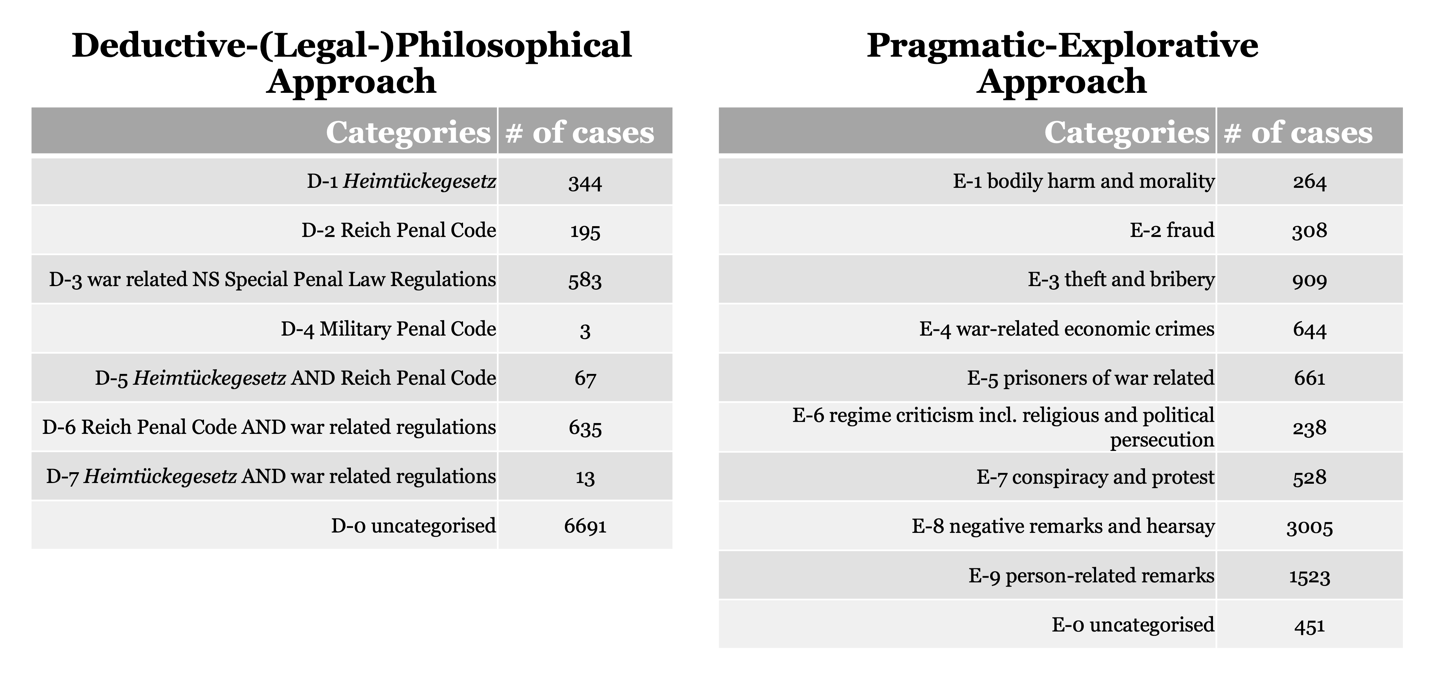 Deductive-(Legal-)Philosophical
Approach
Categories # of cases
D-1 Heimtückegesetz 344
D-2 Reich Penal Code 195
D-3 war related NS Special Penal Law Regulations 583
D-4 Military Penal Code 3
D-5 Heimtückegesetz AND Reich Penal Code 67
D-6 Reich Penal Code AND war related regulations 635
D-7 Heimtückegesetz AND war related regulations 13
D-0 uncategorised 6691
Pragmatic-Explorative
Approach
Categories # of cases
E-1 bodily harm and morality 264
E-2 fraud 308
E-3 theft and bribery 909
E-4 war-related economic crimes 644
E-5 prisoners of war related 661
E-6 regime criticism incl. religious and political
persecution 238
E-7 conspiracy and protest 528
E-8 negative remarks and hearsay 3005
E-9 person-related remarks 1523
E-0 uncategorised 451